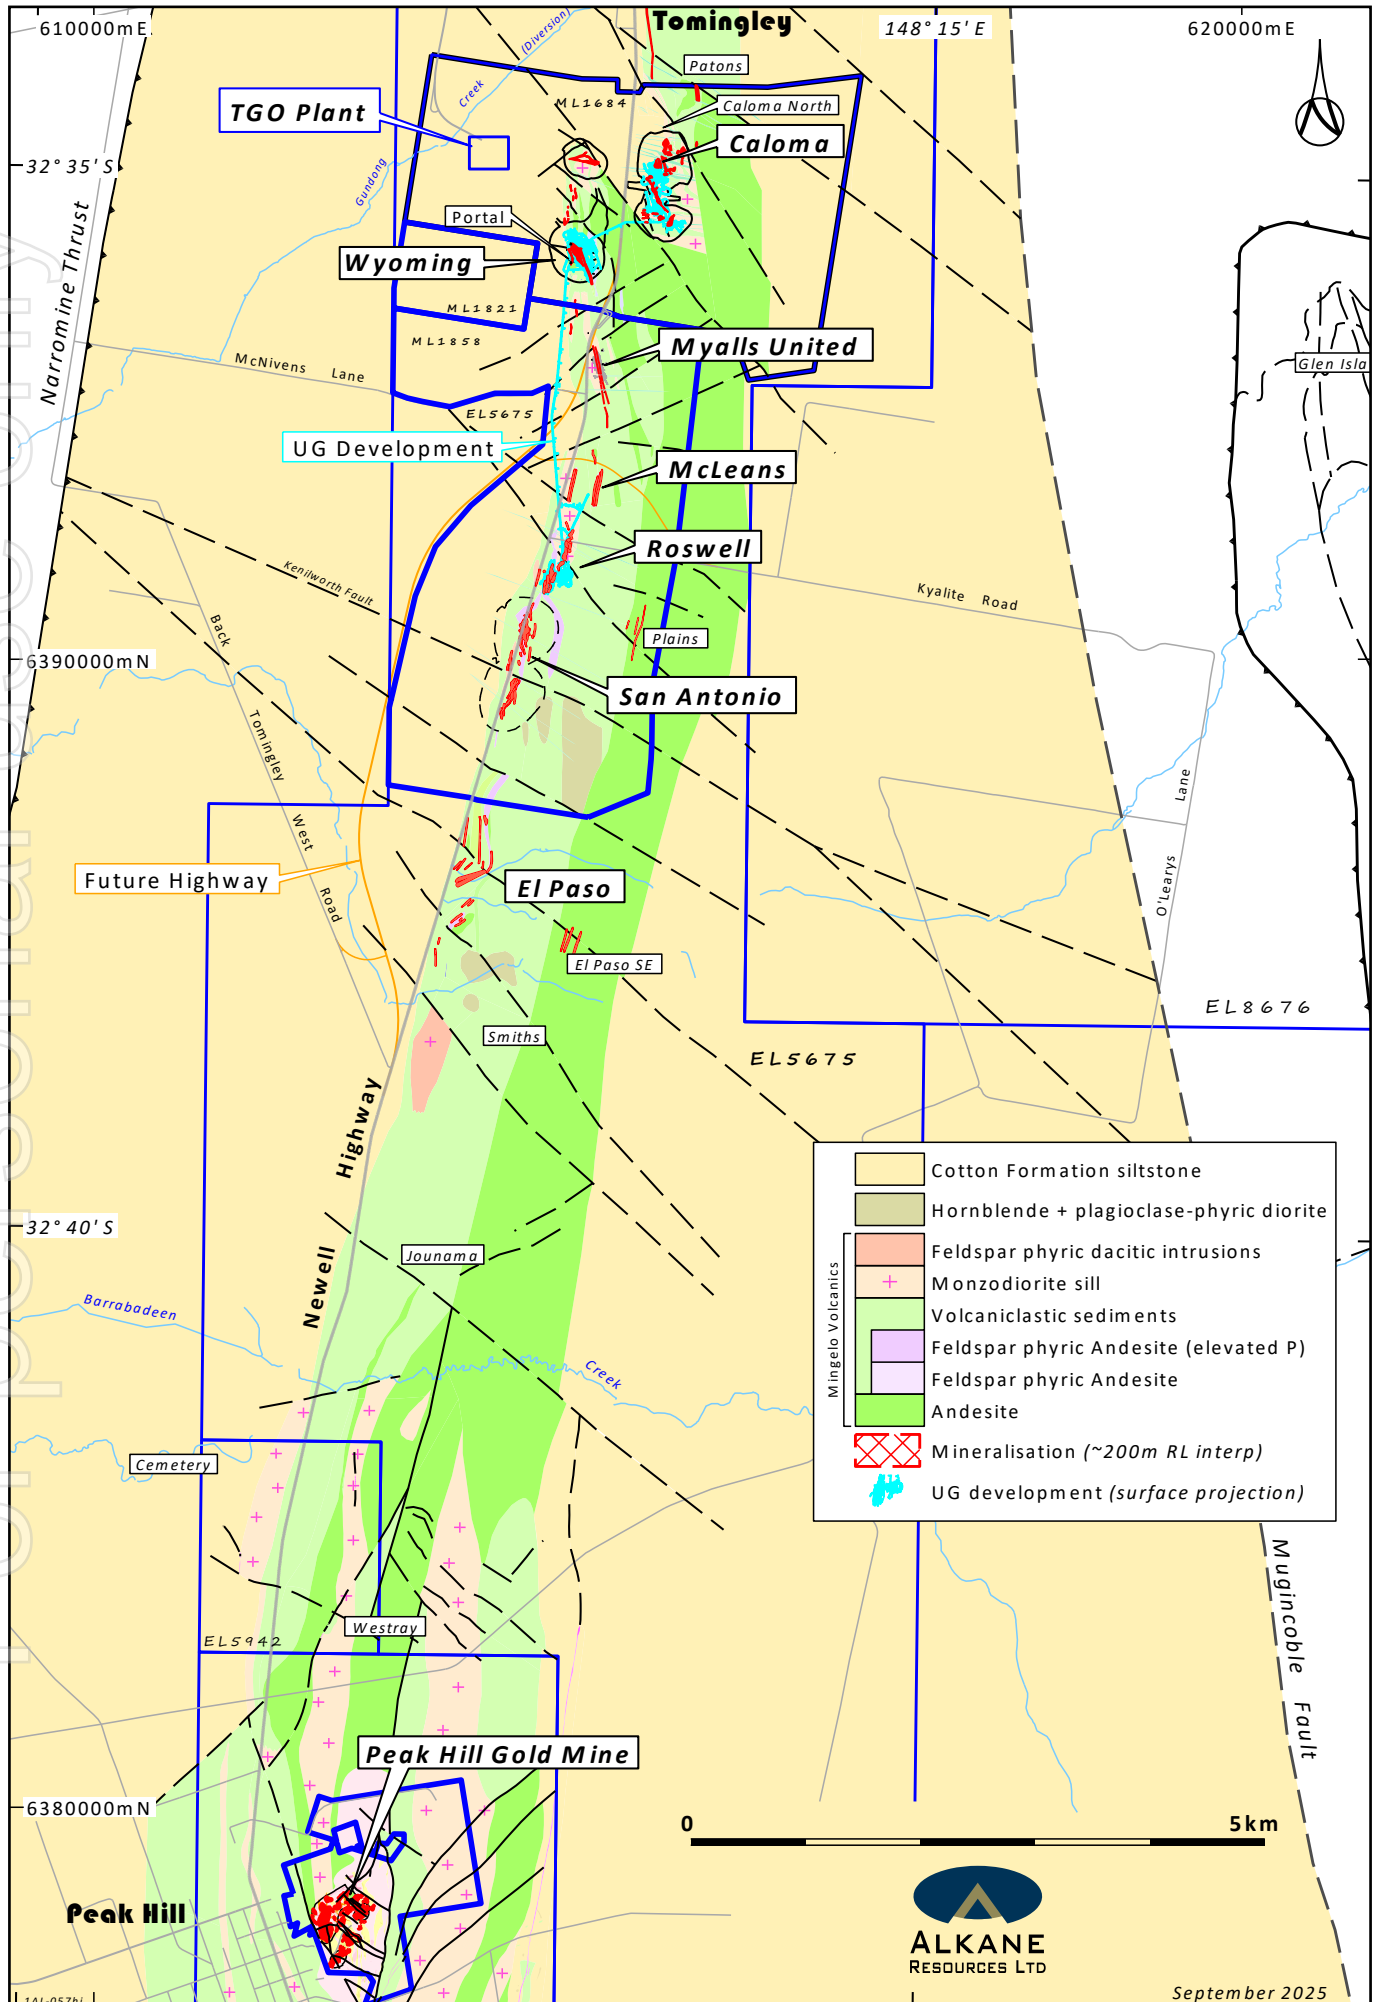 610000mE
Tomingley
148°15'E
620000mE
(Diversion)
Patons
Creek
ML1684
Caloma North
TGO Plant
Caloma
32°35'S
Gundong
Portal
Narromine Thrust
Wyoming
ML1821
ML1858
Myalls United
McNivens Lane
Glen Isla
EL5675
UG Development
McLeans
Roswell
Kenilworth Fault
Kyalite Road
Back
Plains
6390000mN
San Antonio
Tomingley
Lane
West
Future Highway
El Paso
O'Learys
Road
El Paso SE
EL8676
Smiths
EL5675
Highway
Cotton Formation siltstone
Hornblende + plagioclase-phyric diorite
32°40'S
Jounama
Feldspar phyric dacitic intrusions
Newell
Monzodiorite sill
Barrabadeen
Mingelo Volcanics
Volcaniclastic sediments
Feldspar phyric Andesite (elevated P)
Creek
Feldspar phyric Andesite
Andesite
Mineralisation (~200m RL interp)
Cemetery
UG development (surface projection)
Mugincoble Fault
Westray
EL5942
Peak Hill Gold Mine
6380000mN
0
5km
Peak Hill
ALKANE
RESOURCES LTD
September 2025